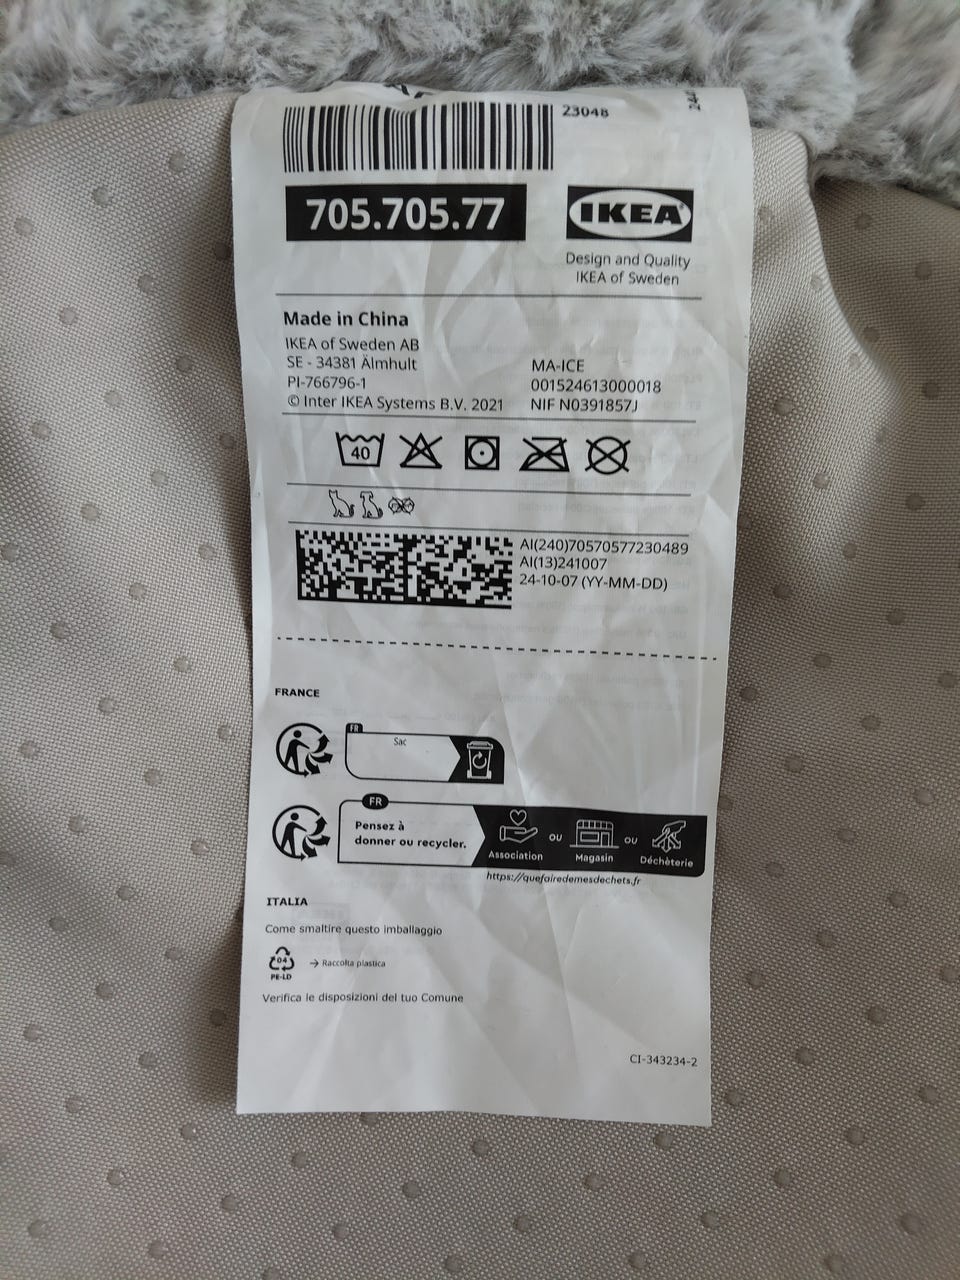 23048
705.705.77
IKEA
Design and Quality
IKEA of Sweden
Made in China
IKEA of Sweden AB
SE - 34381 Älmhult
PI-766796-1
© Inter IKEA Systems B.V. 2021
MA-ICE
001524613000018
NIF N0391857J
40
AI(240)70570577230489
AI(13)241007
24-10-07 (YY-MM-DD)
FRANCE
FR
Sac
FR
Pensez à
donner ou recycler.
Association
ou
Magasin
ou
Déchèterie
https://quefairedemesdechets.fr
ITALIA
Come smaltire questo imballaggio
04
PE-LD
→ Raccolta plastica
Verifica le disposizioni del tuo Comune
CI-343234-2